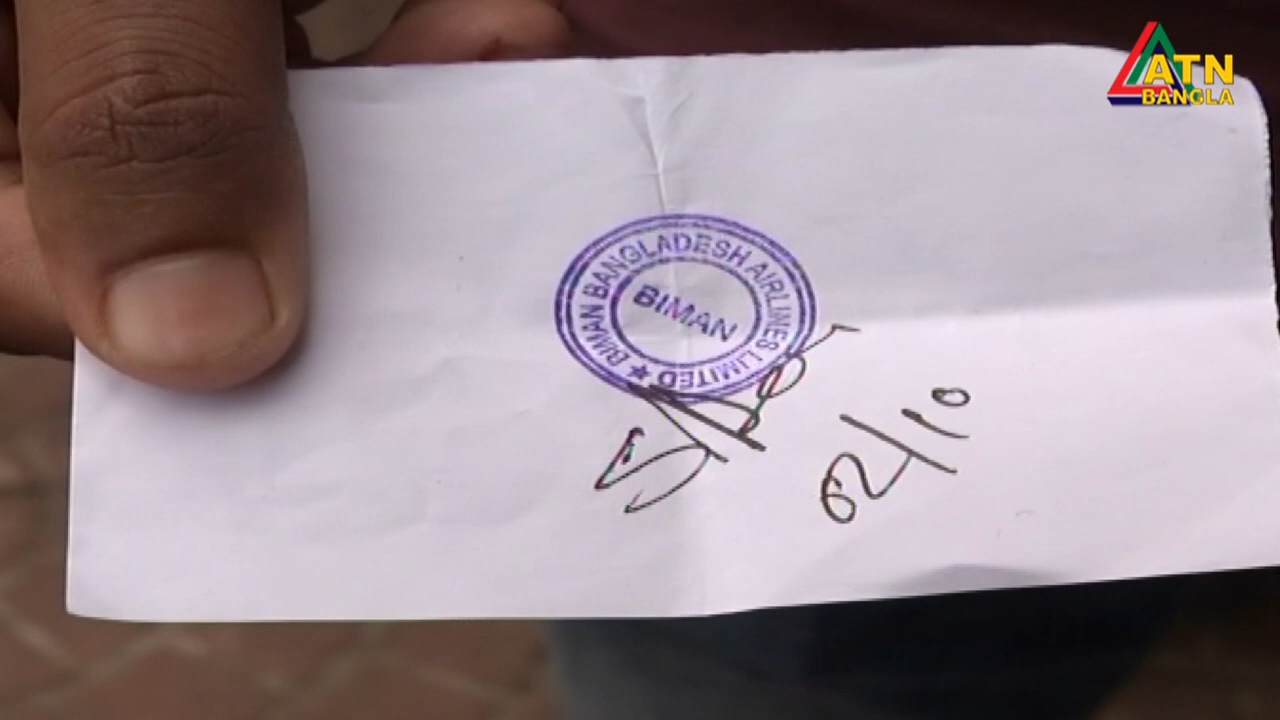 ATN
BANGLA
BIMAN BANGLADESH AIRLINES LIMITED ★
BIMAN
02/10